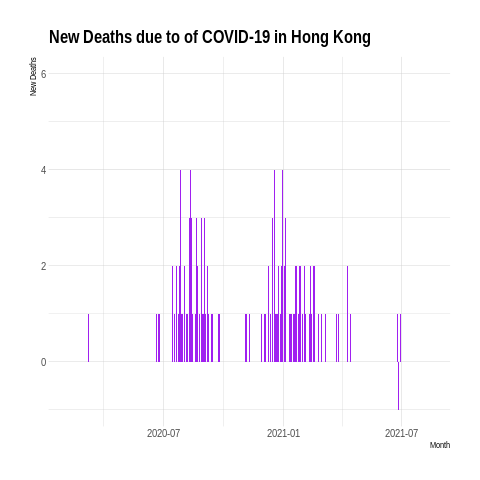 New Deaths due to of COVID-19 in Hong Kong
New Deaths
6
4
2
0
2020-07
2021-01
2021-07
Month